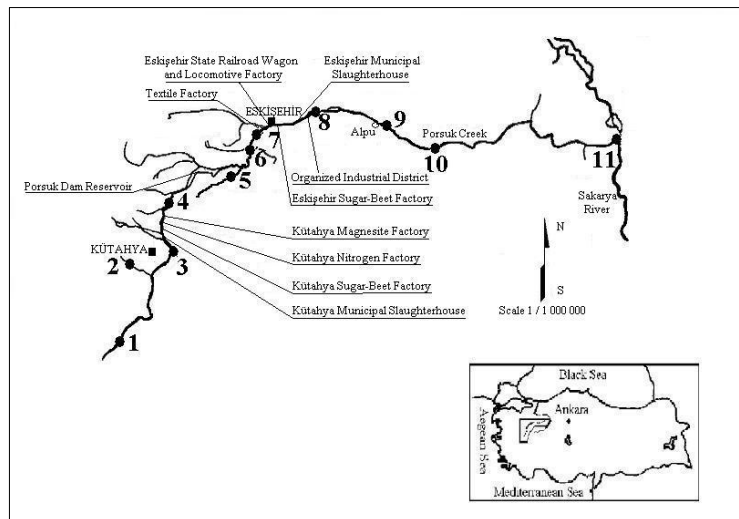 Eskişehir State Railroad Wagon
and Locomotive Factory
Eskişehir Municipal
Slaughterhouse
Textile Factory
ESKİSEHİR
8
9
Alpu
Porsuk Creek
7
6
10
11
Organized Industrial District
Porsuk Dam Reservoir
5
Eskişehir Sugar-Beet Factory
4
Sakarya
River
Kütahya Magnesite Factory
N
KÜTAHYA
3
2
Kütahya Nitrogen Factory
Kütahya Sugar-Beet Factory
S
Kütahya Municipal Slaughterhouse
Scale 1 / 1 000 000
1
Black Sea
Ankara
Aegean Sea
Mediterranean Sea